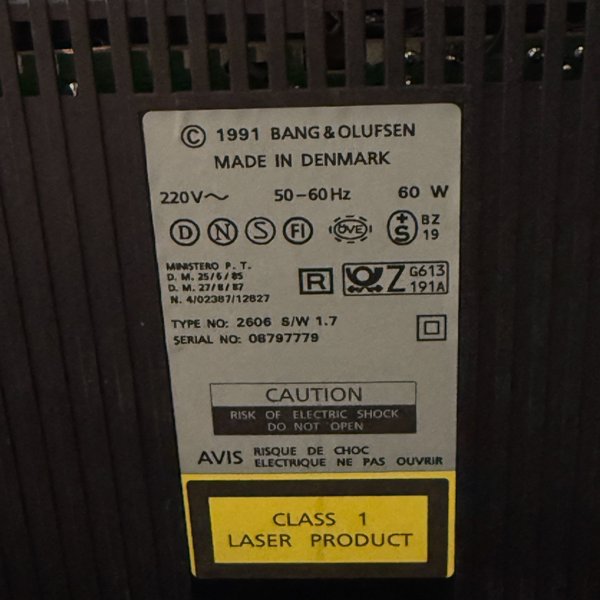 © 1991 BANG & OLUFSEN
MADE IN DENMARK
220V~ 50-60Hz 60 W
D N S FI ÖVE +S BZ 19
MINISTERO P. T.
D. M. 25/6/85
D. M. 27/8/87
N. 4/02387/12827
R Z G613 191A
TYPE NO: 2606 S/W 1.7
SERIAL NO: 06797779
CAUTION
RISK OF ELECTRIC SHOCK
DO NOT OPEN
AVIS RISQUE DE CHOC
ELECTRIQUE NE PAS OUVRIR
CLASS 1
LASER PRODUCT